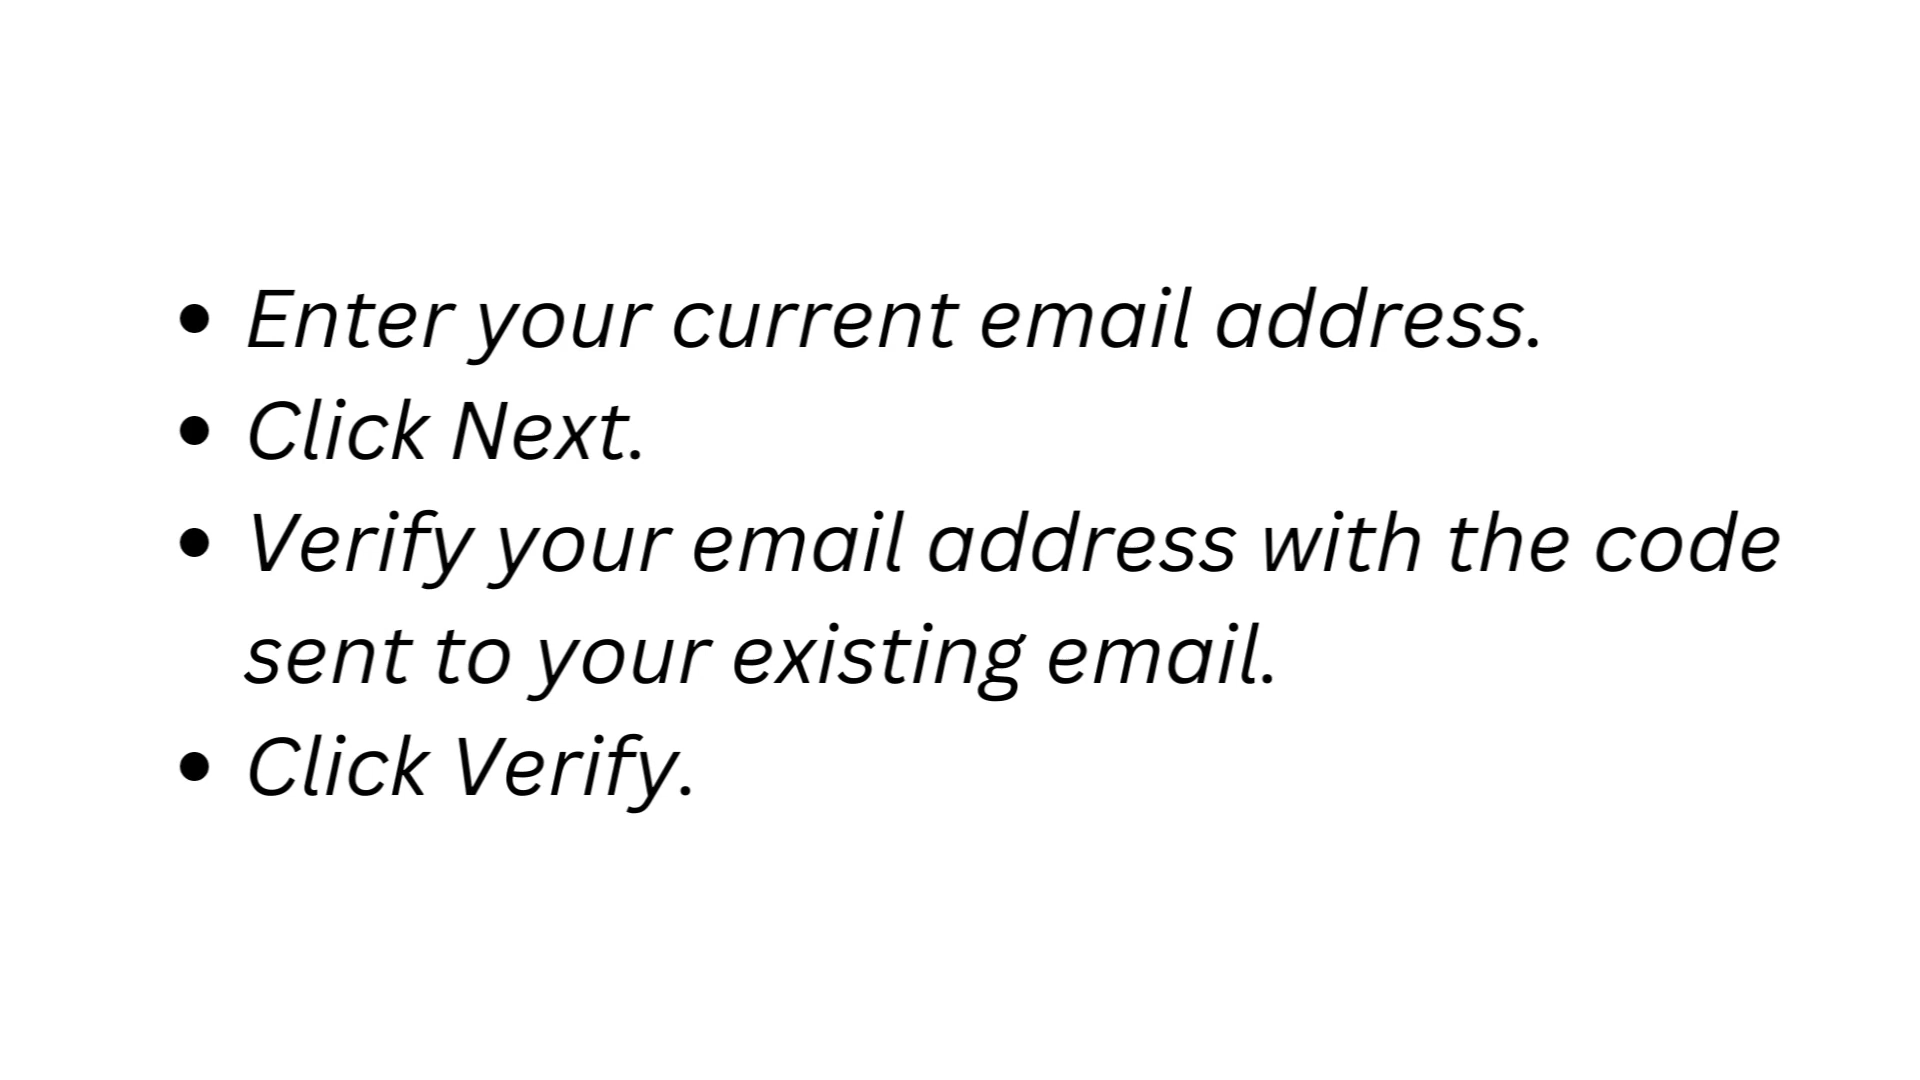 • Enter your current email address.
• Click Next.
• Verify your email address with the code
sent to your existing email.
• Click Verify.